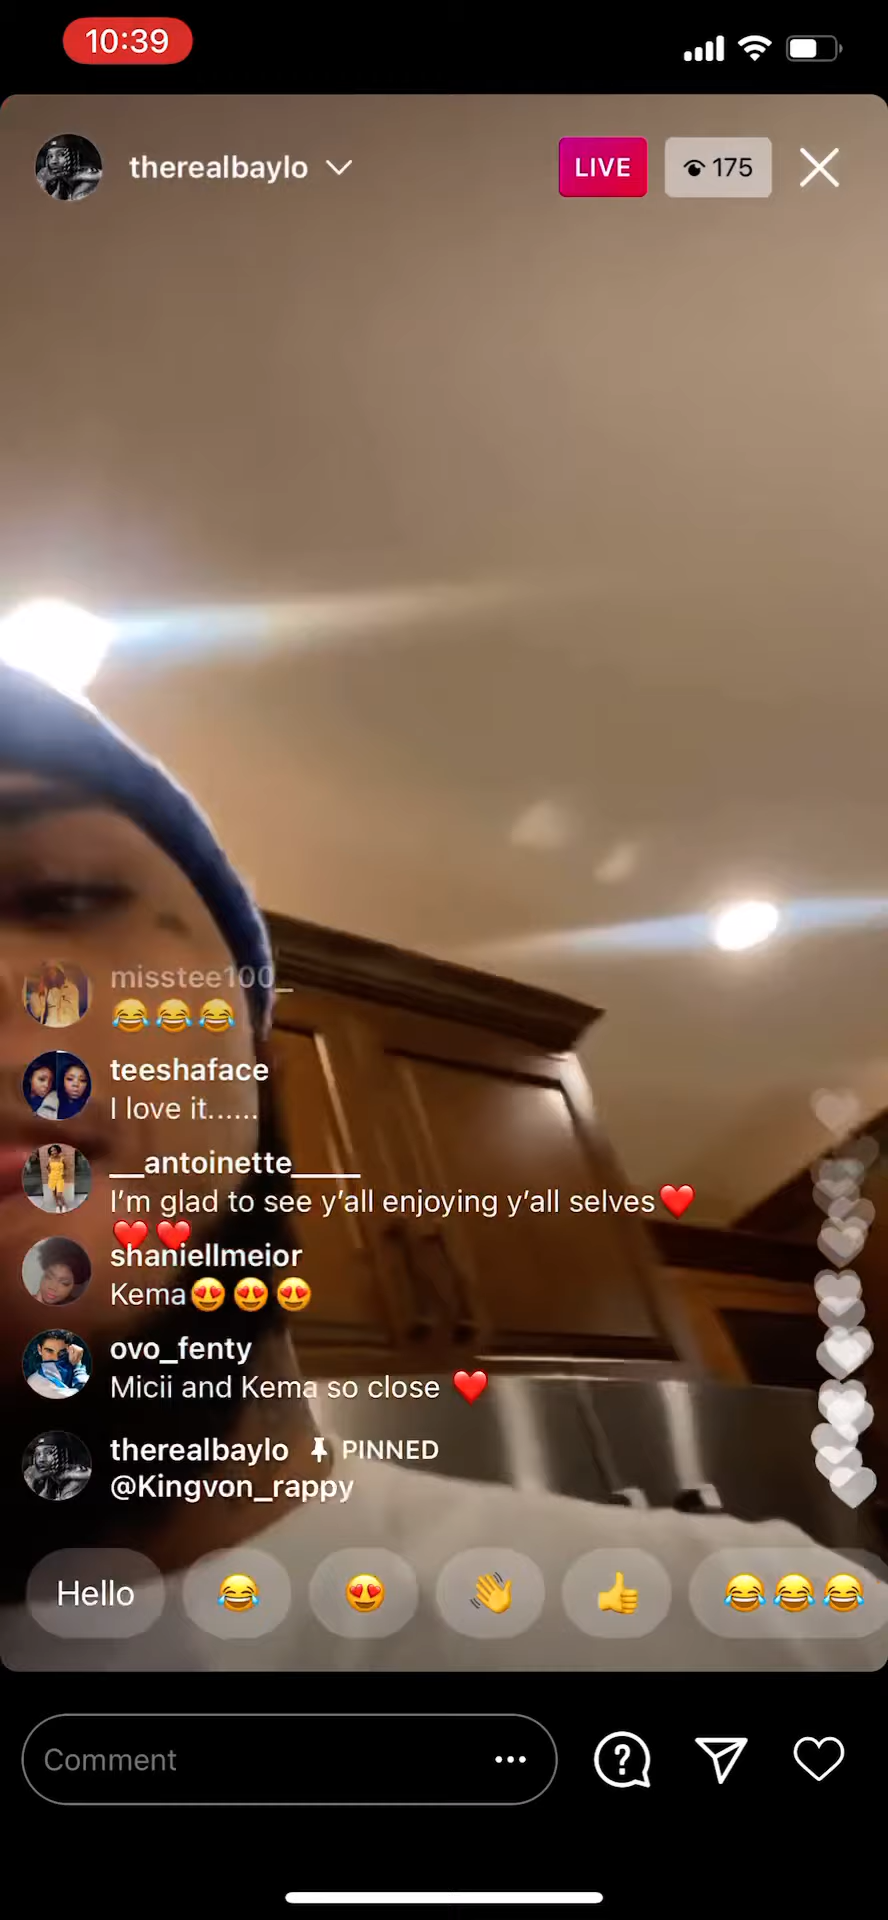 10:39
therealbaylo
LIVE
175
misstee100_
😂😂😂
teeshaface
I love it......
__antoinette____
I’m glad to see y’all enjoying y’all selves❤️
❤️❤️
shaniellmeior
Kema😍😍😍
ovo_fenty
Micii and Kema so close ❤️
therealbaylo PINNED
@Kingvon_rappy
Hello 😂 😍 👋 👍 😂😂😂
Comment